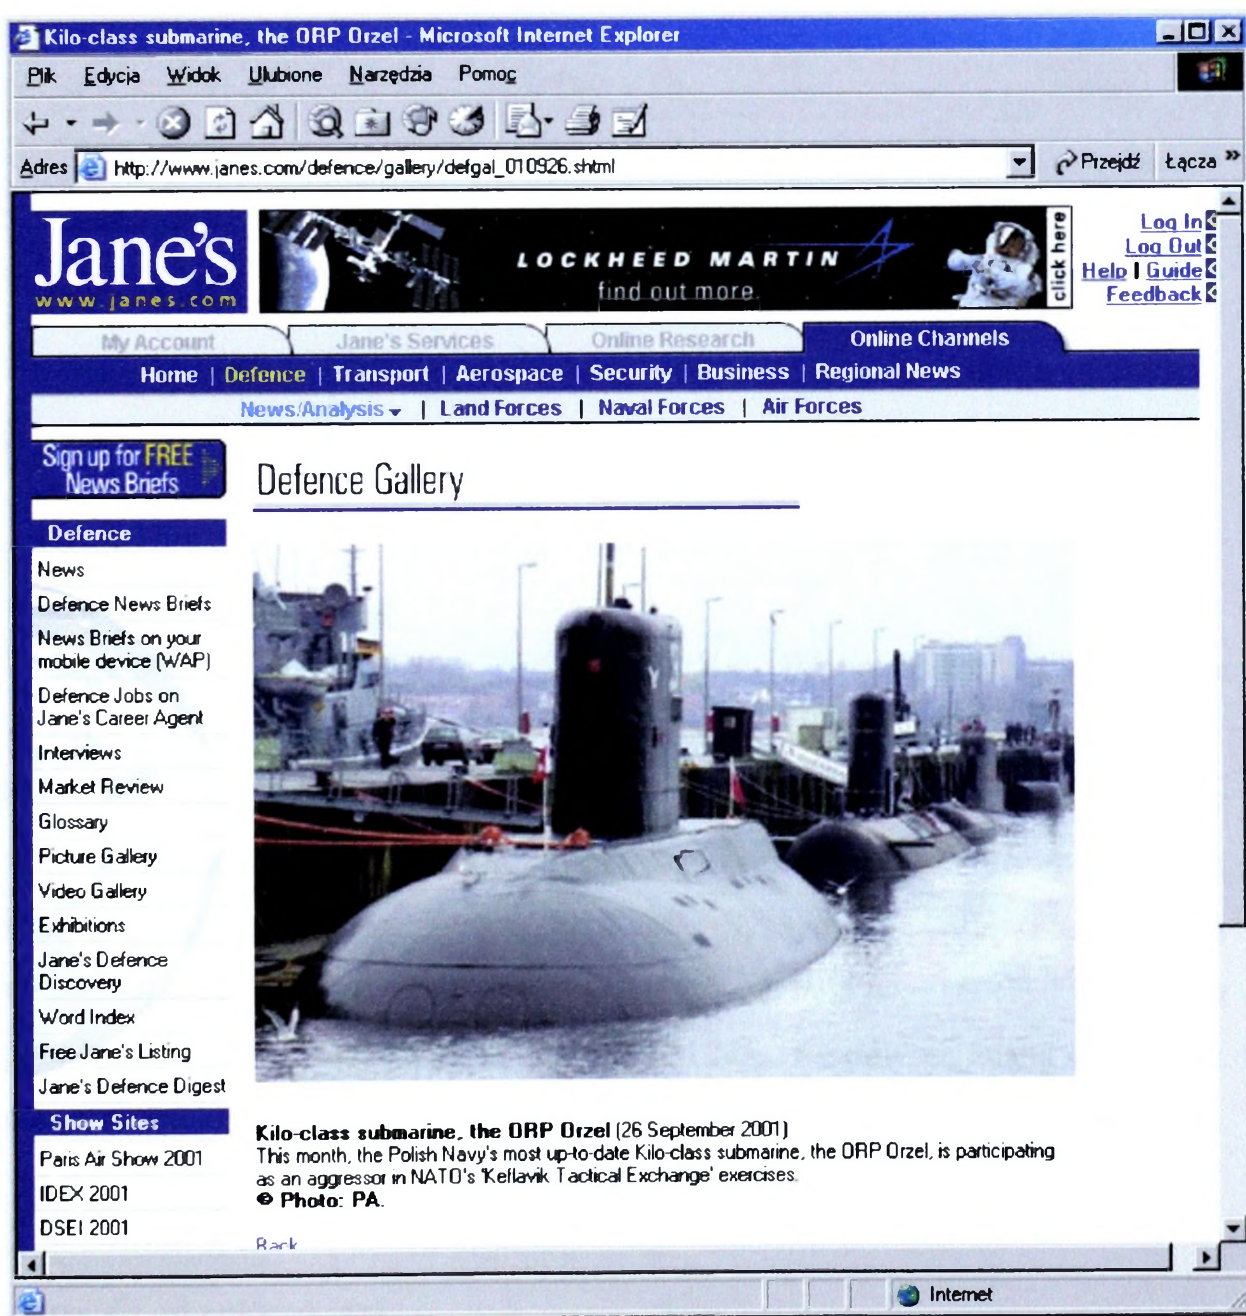 Kilo-class submarine, the ORP Orzel - Microsoft Internet Explorer
Plik Edycja Widok Ulubione Narzędzia Pomoc
Adres http://www.janes.com/defence/gallery/defgal_010926.shtml Przejdź Łącza »
Jane's
www.janes.com
LOCKHEED MARTIN
find out more
click here
Log In
Log Out
Help | Guide
Feedback
My Account Jane's Services Online Research Online Channels
Home | Defence | Transport | Aerospace | Security | Business | Regional News
News/Analysis | Land Forces | Naval Forces | Air Forces
Sign up for FREE
News Briefs
Defence Gallery
Defence
News
Defence News Briefs
News Briefs on your
mobile device (WAP)
Defence Jobs on
Jane's Career Agent
Interviews
Market Review
Glossary
Picture Gallery
Video Gallery
Exhibitions
Jane's Defence
Discovery
Word Index
Free Jane's Listing
Jane's Defence Digest
Show Sites
Paris Air Show 2001
IDEX 2001
DSEI 2001
Kilo-class submarine, the ORP Orzel (26 September 2001)
This month, the Polish Navy's most up-to-date Kilo-class submarine, the ORP Orzel, is participating
as an aggressor in NATO's 'Keflavik Tactical Exchange' exercises.
© Photo: PA.
Back
Internet